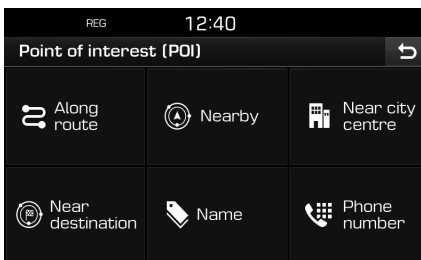 REG 12:40
Point of interest (POI)
Along
route
Nearby
Near city
centre
Near
destination
Name
Phone
number